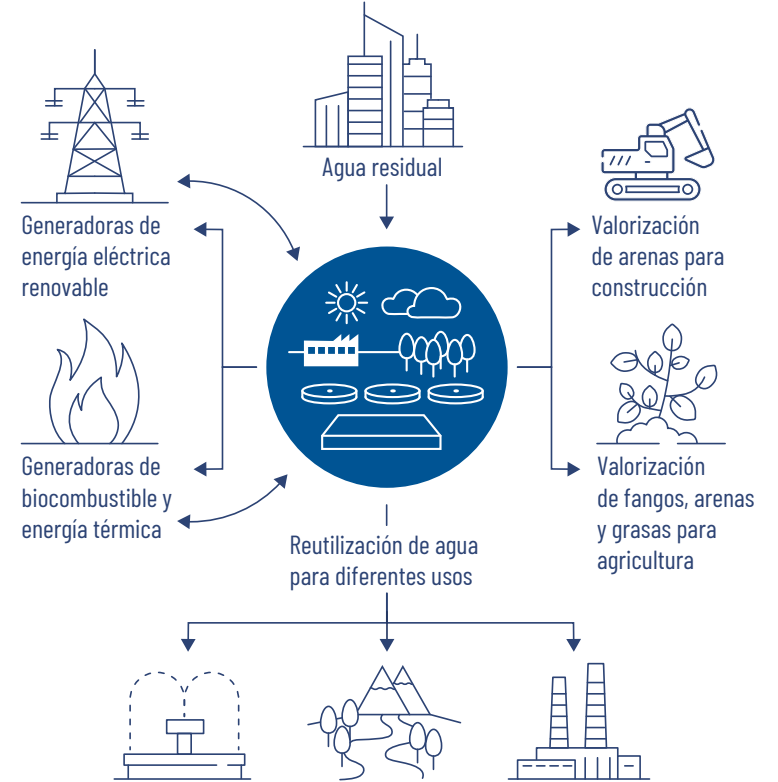 Agua residual
Generadoras de
energía eléctrica
renovable
Valorización
de arenas para
construcción
Generadoras de
biocombustible y
energía térmica
Valorización
de fangos, arenas
y grasas para
agricultura
Reutilización de agua
para diferentes usos